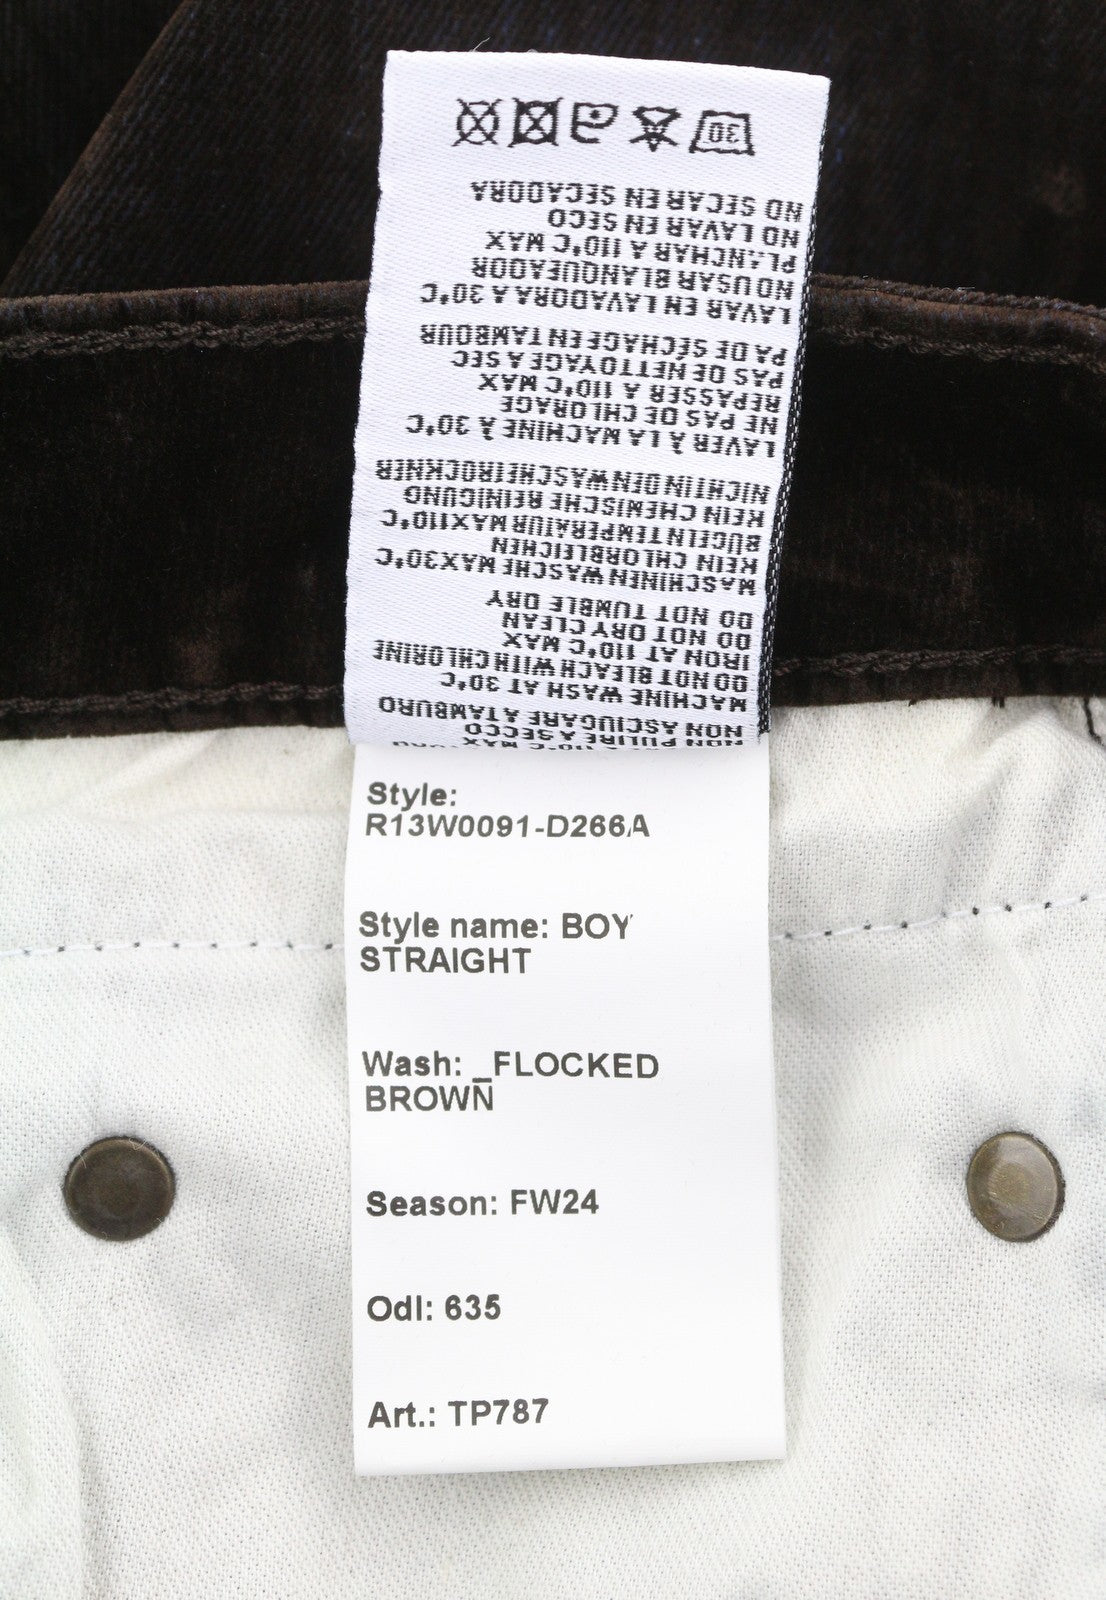 NON PULIRE A SECCO
NON ASCIUGARE A TAMBURO
MACHINE WASH AT 30°C
DO NOT BLEACH WITH CHLORINE
IRON AT 110°C MAX
DO NOT DRY CLEAN
DO NOT TUMBLE DRY
MASCHINEN WASCHE MAX30°C
KEIN CHLORBLEICHEN
BÜGELN TEMPERATUR MAX110°C
KEIN CHEMISCHE REINIGUNG
NICHT IN DEN WASCHETROCKNER
LAVER À LA MACHINE À 30°C
NE PAS DE CHLORAGE
REPASSER A 110°C MAX
PAS DE NETTOYAGE A SEC
PA DE SÉCHAGE EN TAMBOUR
LAVAR EN LAVADORA A 30°C
NO USAR BLANQUEADOR
PLANCHAR A 110°C MAX
NO LAVAR EN SECO
NO SECAR EN SECADORA
30
Style:
R13W0091-D266A
Style name: BOY
STRAIGHT
Wash: _FLOCKED
BROWN
Season: FW24
Odl: 635
Art.: TP787